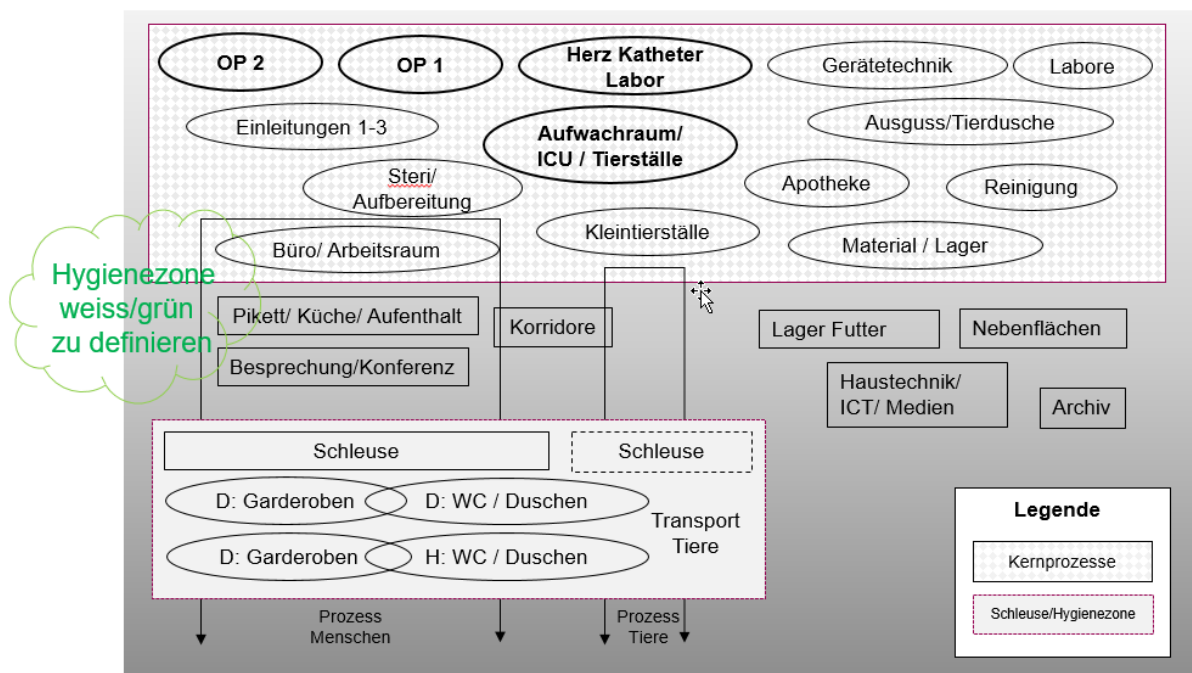 OP 2
OP 1
Herz Katheter
Labor
Gerätetechnik
Labore
Einleitungen 1-3
Aufwachraum/
ICU / Tierställe
Ausguss/Tierdusche
Steri/
Aufbereitung
Apotheke
Reinigung
Büro/ Arbeitsraum
Kleintierställe
Material / Lager
Hygienezone
weiss/grün
zu definieren
Pikett/ Küche/ Aufenthalt
Korridore
Lager Futter
Nebenflächen
Besprechung/Konferenz
Haustechnik/
ICT/ Medien
Archiv
Schleuse
Schleuse
D: Garderoben
D: WC / Duschen
Transport
Tiere
D: Garderoben
H: WC / Duschen
Prozess
Menschen
Prozess
Tiere
Legende
Kernprozesse
Schleuse/Hygienezone